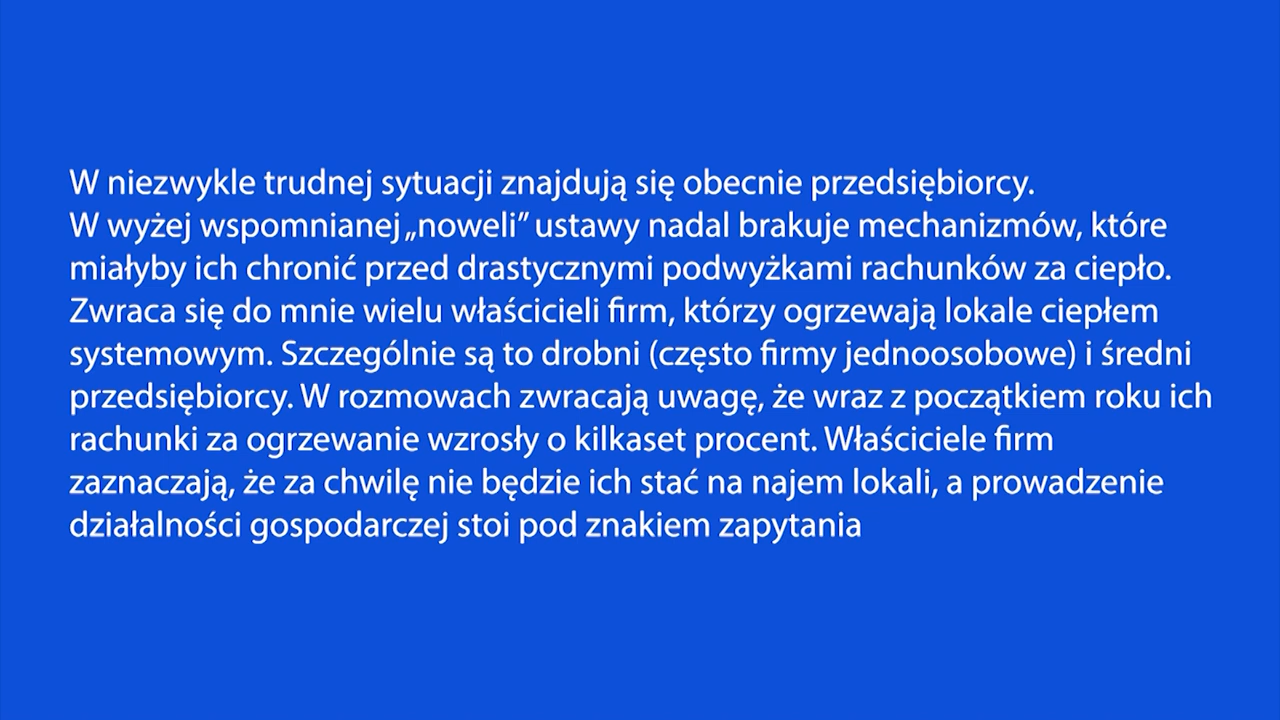 W niezwykle trudnej sytuacji znajdują się obecnie przedsiębiorcy.
W wyżej wspomnianej „noweli” ustawy nadal brakuje mechanizmów, które
miałyby ich chronić przed drastycznymi podwyżkami rachunków za ciepło.
Zwraca się do mnie wielu właścicieli firm, którzy ogrzewają lokale ciepłem
systemowym. Szczególnie są to drobni (często firmy jednoosobowe) i średni
przedsiębiorcy. W rozmowach zwracają uwagę, że wraz z początkiem roku ich
rachunki za ogrzewanie wzrosły o kilkaset procent. Właściciele firm
zaznaczają, że za chwilę nie będzie ich stać na najem lokali, a prowadzenie
działalności gospodarczej stoi pod znakiem zapytania